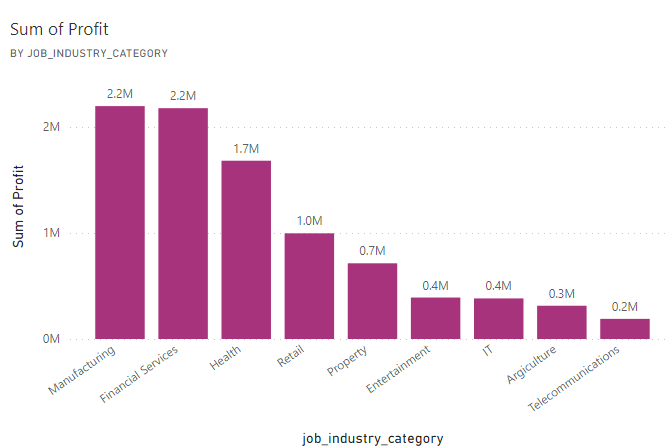 Sum of Profit
BY JOB_INDUSTRY_CATEGORY
2.2M
2.2M
1.7M
1.0M
0.7M
0.4M
0.4M
0.3M
0.2M
2M
1M
0M
Sum of Profit
Manufacturing
Financial Services
Health
Retail
Property
Entertainment
IT
Argiculture
Telecommunications
job_industry_category